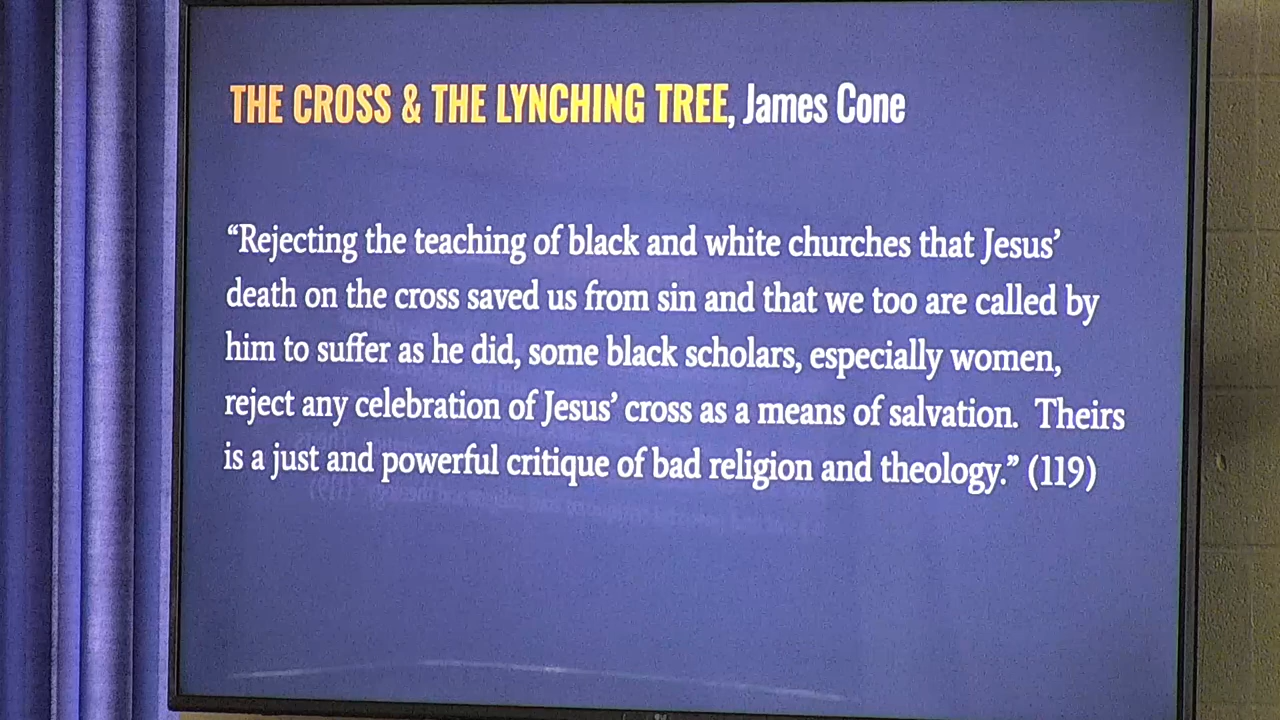 THE CROSS & THE LYNCHING TREE, James Cone
“Rejecting the teaching of black and white churches that Jesus’
death on the cross saved us from sin and that we too are called by
him to suffer as he did, some black scholars, especially women,
reject any celebration of Jesus’ cross as a means of salvation.  Theirs
is a just and powerful critique of bad religion and theology.” (119)